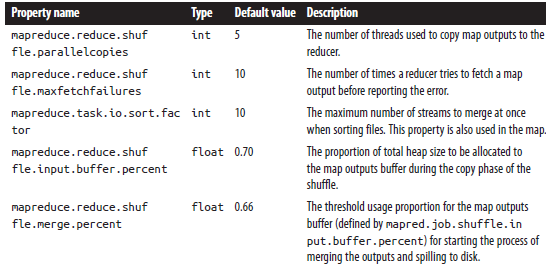 Property name Type Default value Description
mapreduce.reduce.shuf int 5 The number of threads used to copy map outputs to the
fle.parallelcopies reducer.
mapreduce.reduce.shuf int 10 The number of times a reducer tries to fetch a map
fle.maxfetchfailures output before reporting the error.
mapreduce.task.io.sort.fac int 10 The maximum number of streams to merge at once
tor when sorting files. This property is also used in the map.
mapreduce.reduce.shuf float 0.70 The proportion of total heap size to be allocated to
fle.input.buffer.percent the map outputs buffer during the copy phase of the
shuffle.
mapreduce.reduce.shuf float 0.66 The threshold usage proportion for the map outputs
fle.merge.percent buffer (defined by mapred.job.shuffle.in
put.buffer.percent) for starting the process of
merging the outputs and spilling to disk.